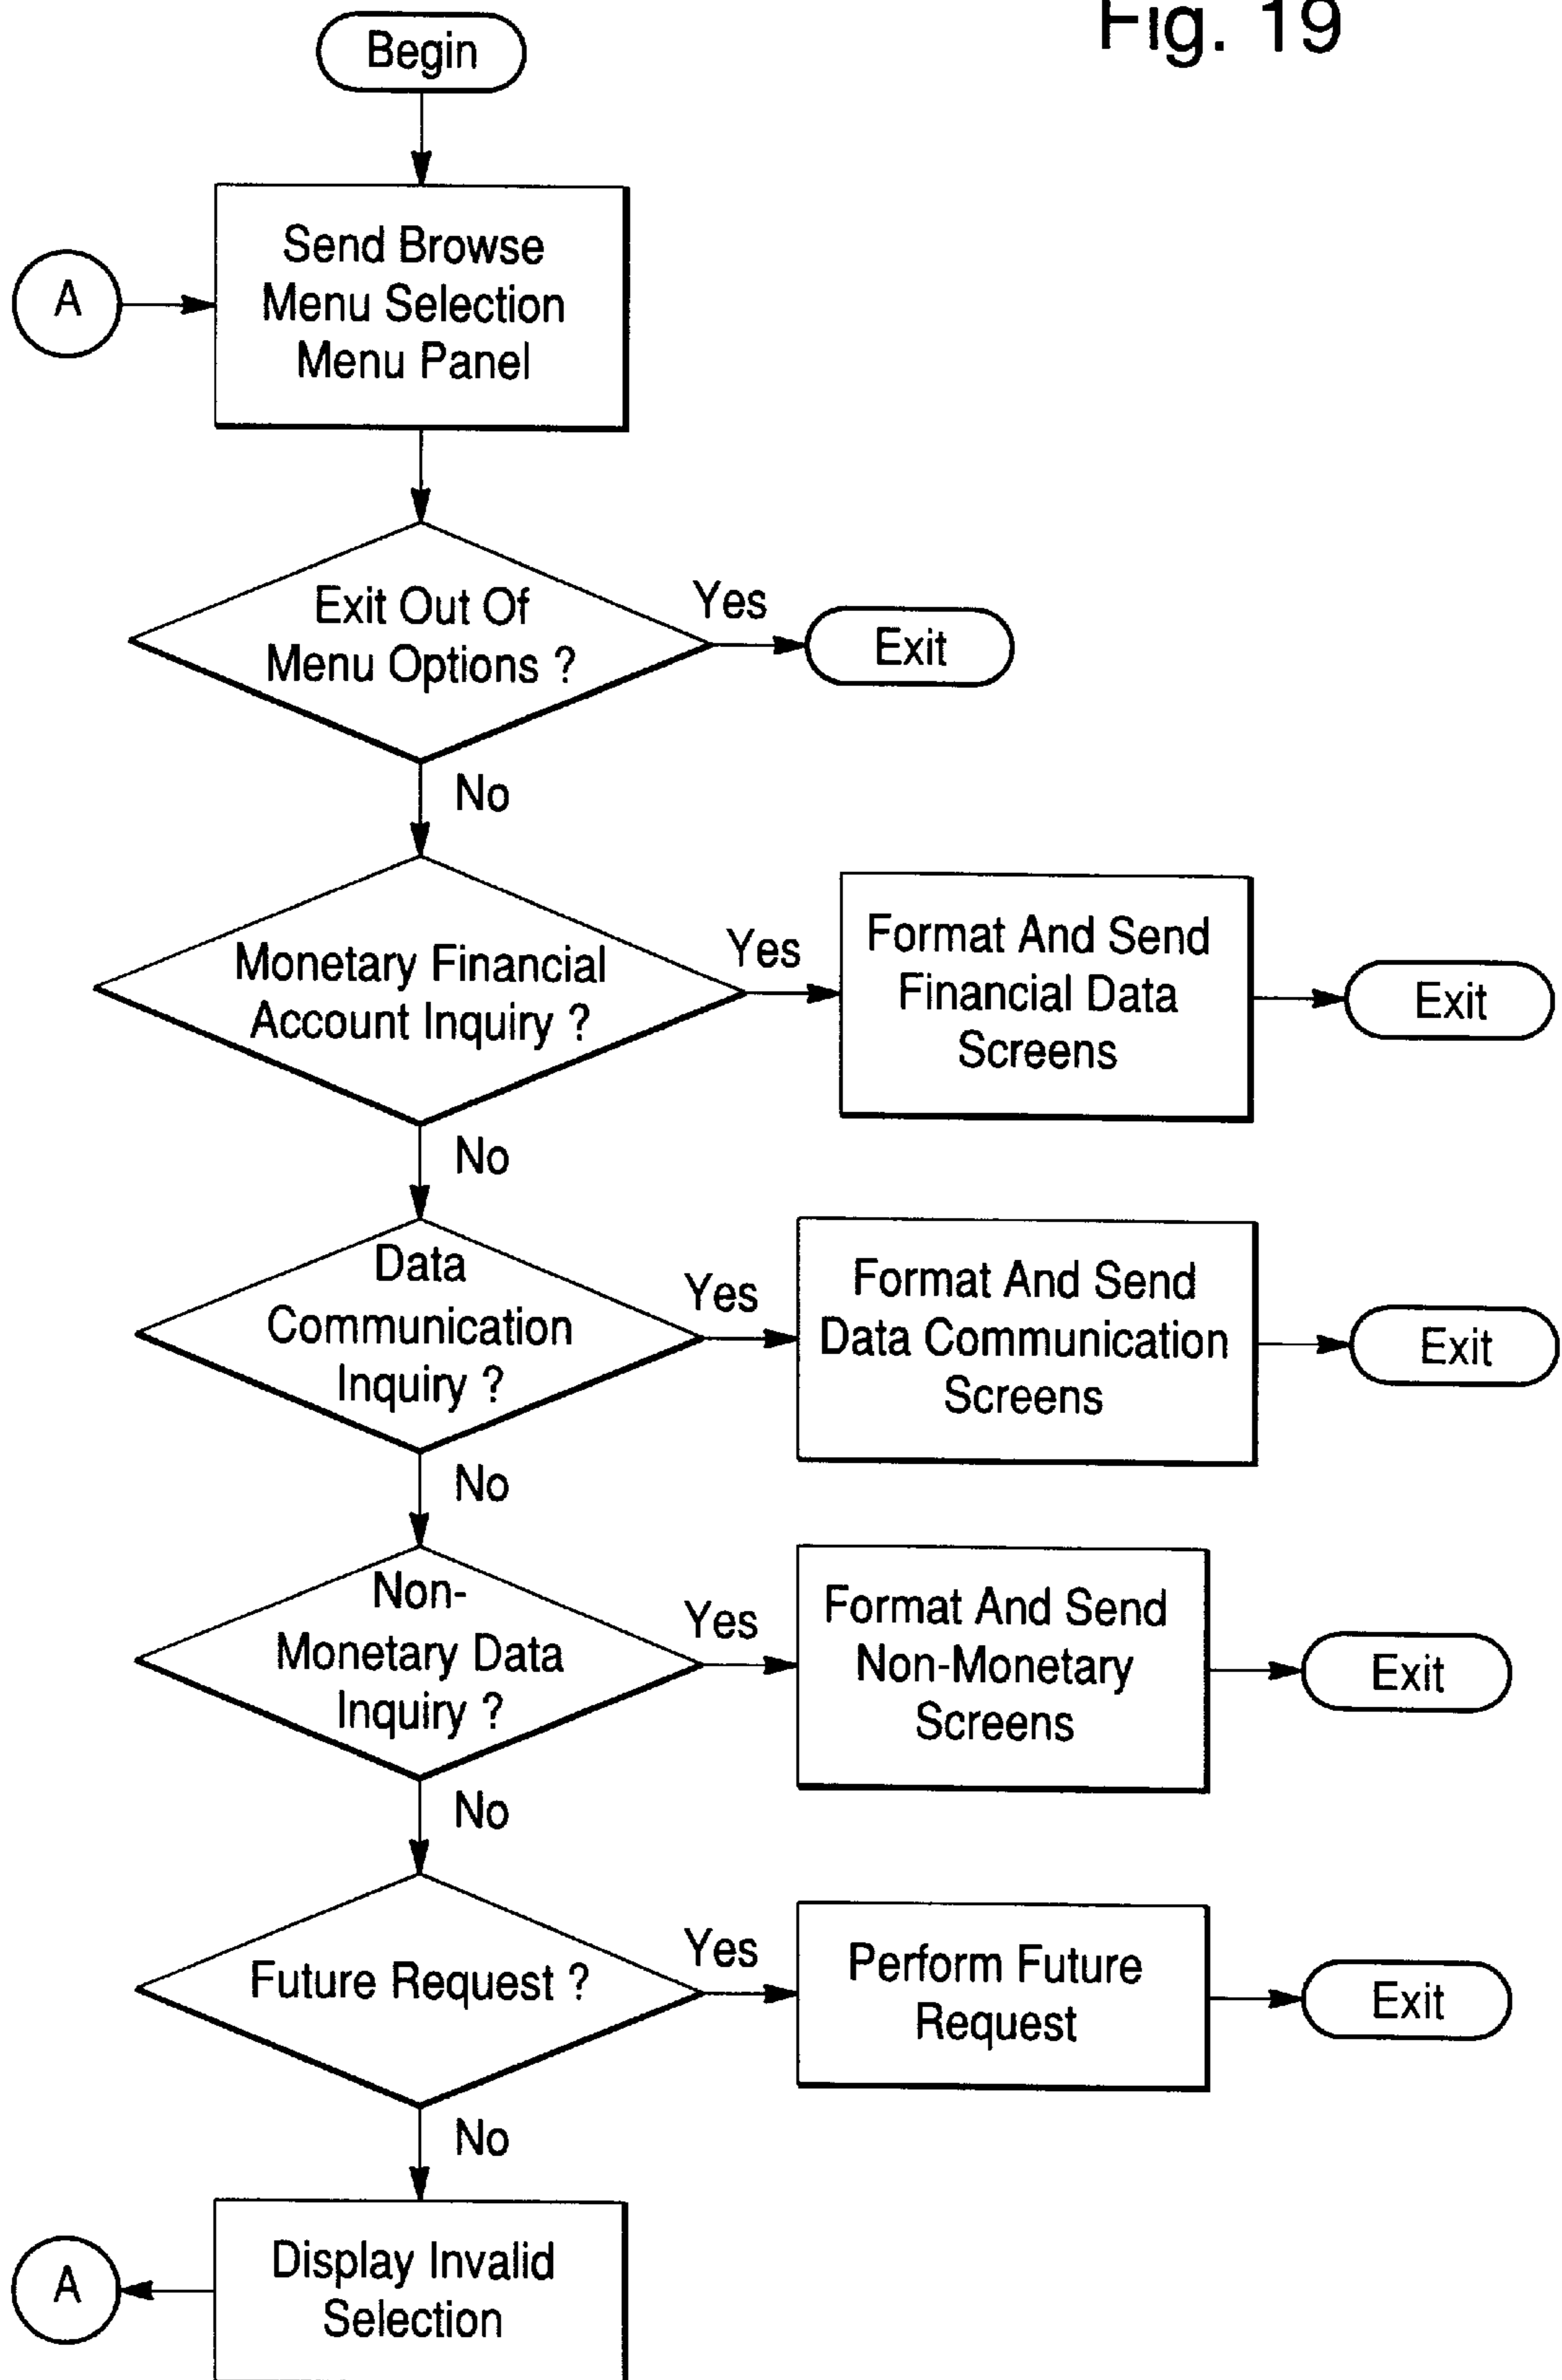 Fig. 19
Begin
Send Browse
Menu Selection
Menu Panel
A
Exit Out Of
Menu Options ?
Yes
Exit
No
Monetary Financial
Account Inquiry ?
Yes
Format And Send
Financial Data
Screens
Exit
No
Data
Communication
Inquiry ?
Yes
Format And Send
Data Communication
Screens
Exit
No
Non-
Monetary Data
Inquiry ?
Yes
Format And Send
Non-Monetary
Screens
Exit
No
Future Request ?
Yes
Perform Future
Request
Exit
No
Display Invalid
Selection
A